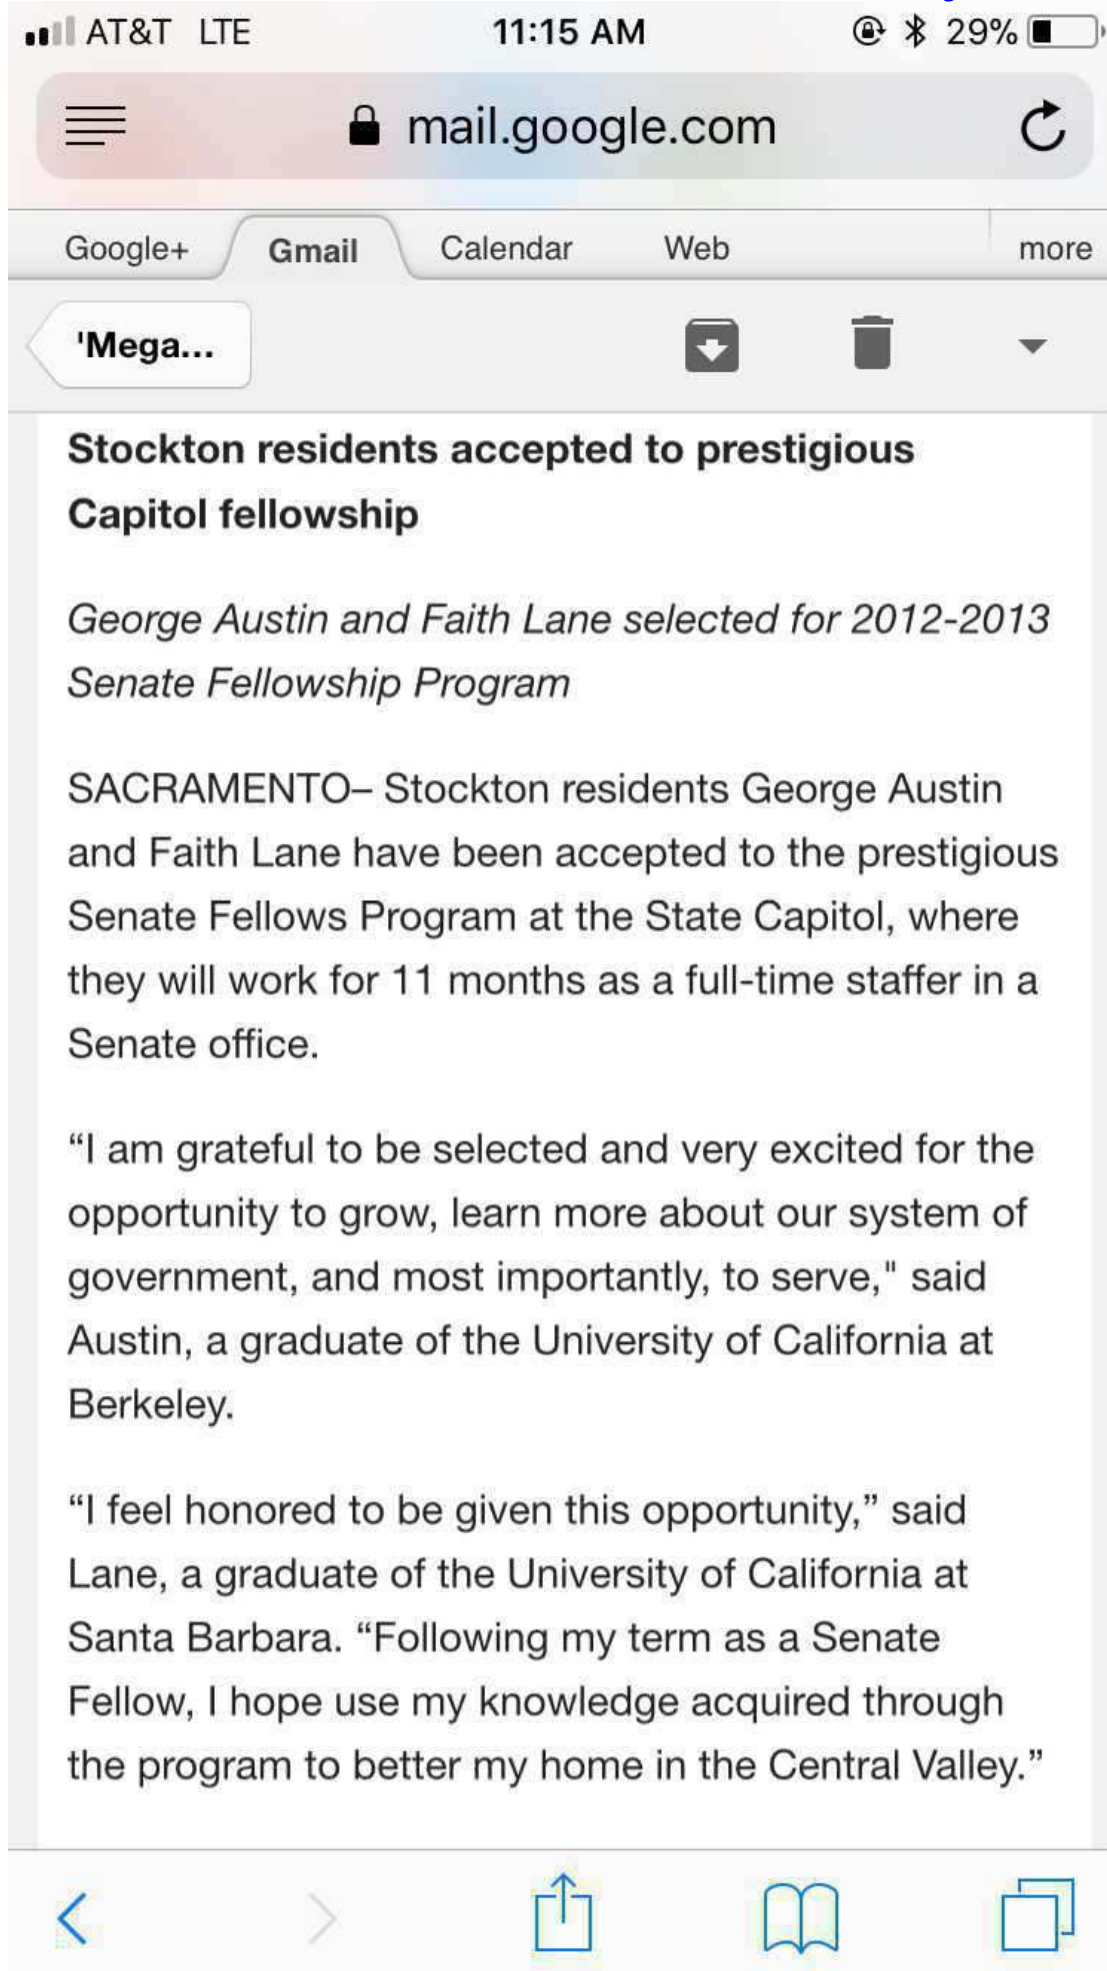 AT&T LTE 11:15 AM 29%
mail.google.com
Google+ Gmail Calendar Web more
'Mega...
Stockton residents accepted to prestigious
Capitol fellowship
George Austin and Faith Lane selected for 2012-2013
Senate Fellowship Program
SACRAMENTO– Stockton residents George Austin
and Faith Lane have been accepted to the prestigious
Senate Fellows Program at the State Capitol, where
they will work for 11 months as a full-time staffer in a
Senate office.
“I am grateful to be selected and very excited for the
opportunity to grow, learn more about our system of
government, and most importantly, to serve," said
Austin, a graduate of the University of California at
Berkeley.
“I feel honored to be given this opportunity,” said
Lane, a graduate of the University of California at
Santa Barbara. “Following my term as a Senate
Fellow, I hope use my knowledge acquired through
the program to better my home in the Central Valley.”